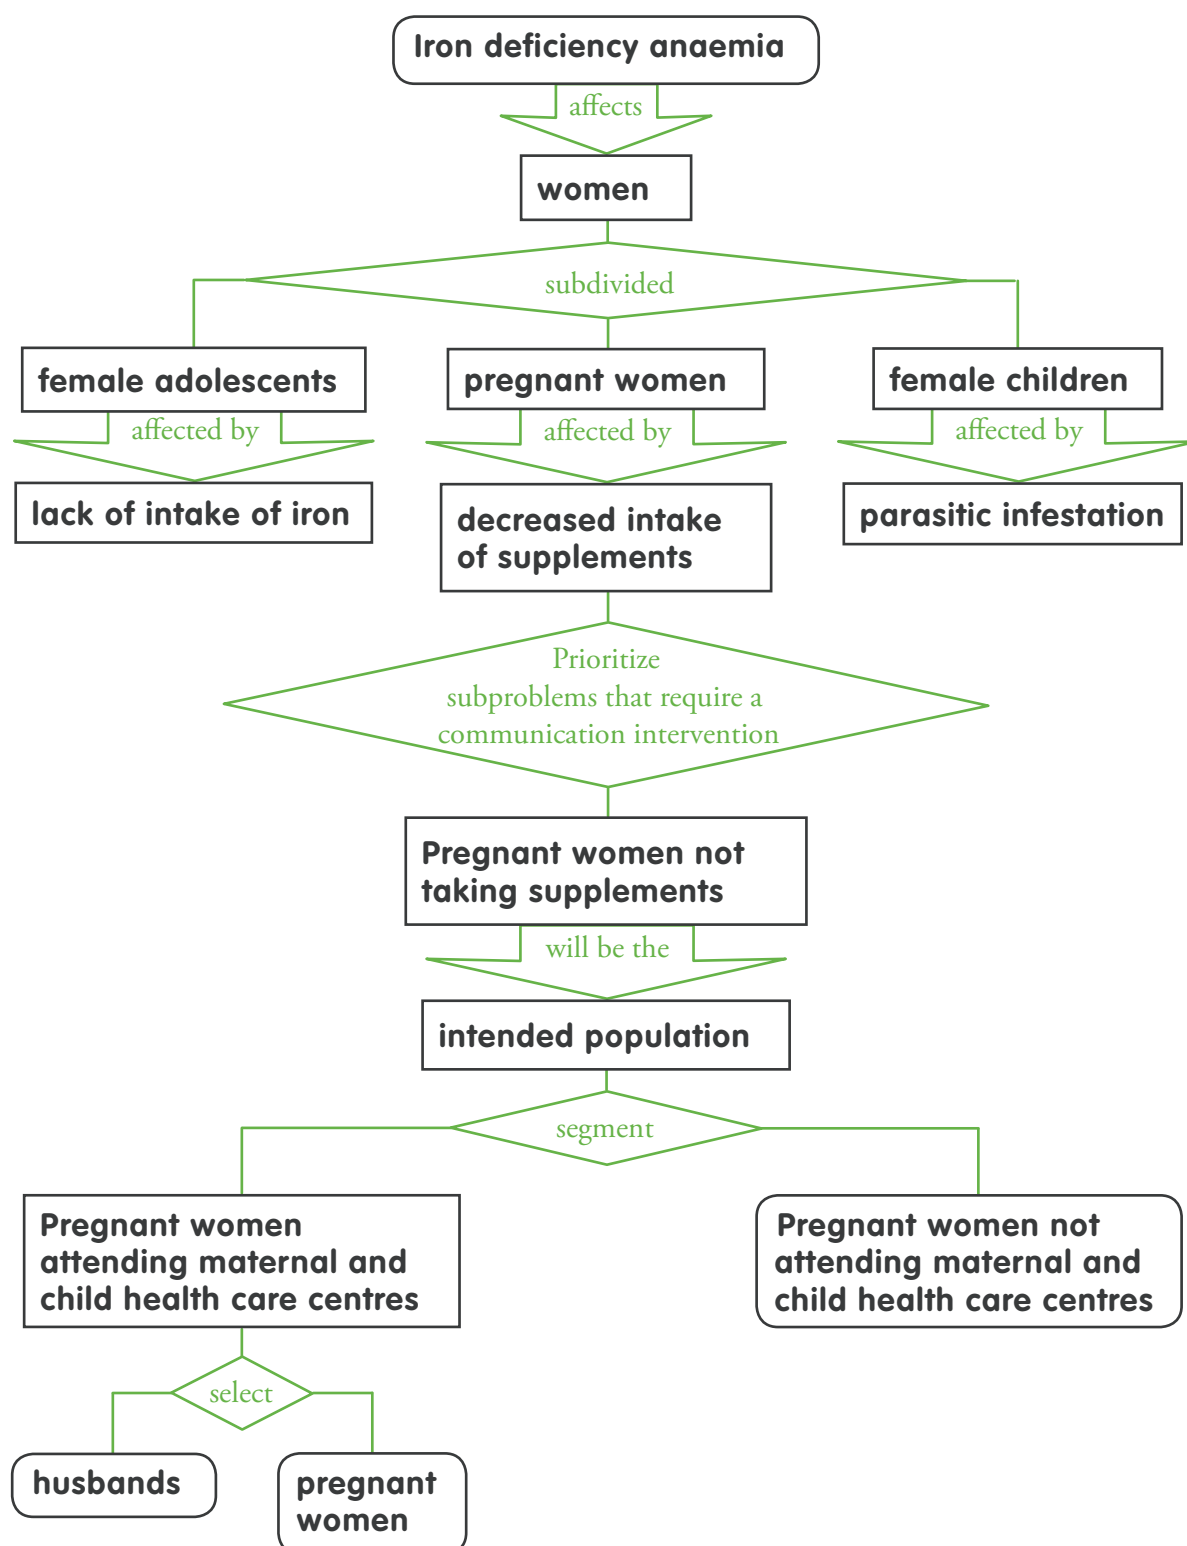 Iron deficiency anaemia
affects
women
subdivided
female adolescents
pregnant women
female children
affected by
affected by
affected by
lack of intake of iron
decreased intake
of supplements
parasitic infestation
Prioritize
subproblems that require a
communication intervention
Pregnant women not
taking supplements
will be the
intended population
segment
Pregnant women
attending maternal and
child health care centres
Pregnant women not
attending maternal and
child health care centres
select
husbands
pregnant
women